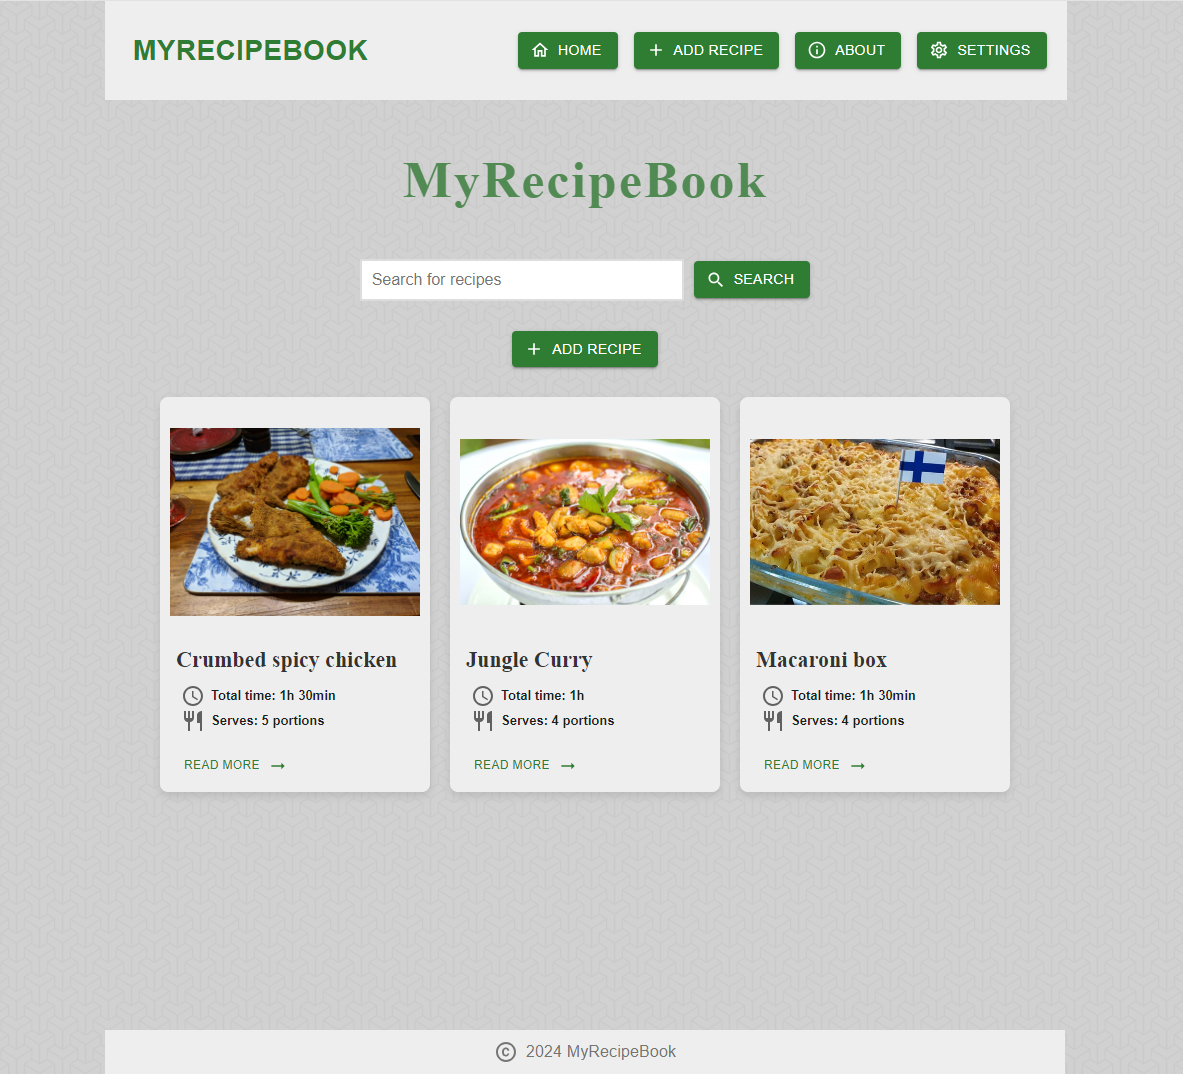 MYRECIPEBOOK
HOME
ADD RECIPE
ABOUT
SETTINGS
MyRecipeBook
Search for recipes
SEARCH
ADD RECIPE
Crumbed spicy chicken
Total time: 1h 30min
Serves: 5 portions
READ MORE
Jungle Curry
Total time: 1h
Serves: 4 portions
READ MORE
Macaroni box
Total time: 1h 30min
Serves: 4 portions
READ MORE
© 2024 MyRecipeBook